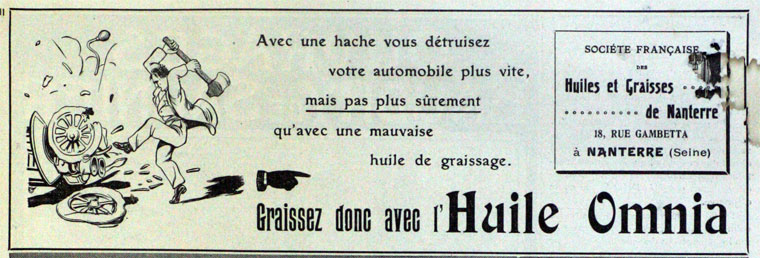 Avec une hache vous détruisez
votre automobile plus vite,
mais pas plus sûrement
qu'avec une mauvaise
huile de graissage.
Graissez donc avec l'Huile Omnia
SOCIÉTÉ FRANÇAISE
DES
Huiles et Graisses
de Nanterre
18, RUE GAMBETTA
à NANTERRE (Seine)